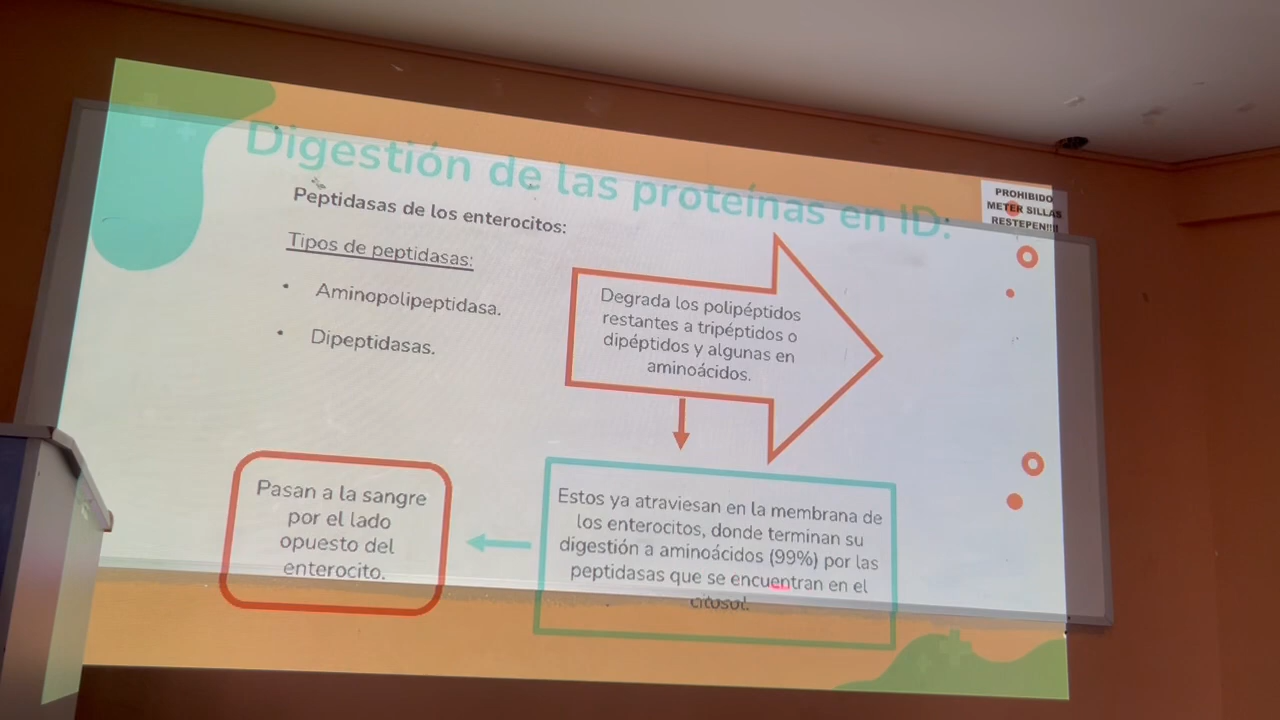 Digestión de las proteínas en ID:
PROHIBIDO
METER SILLAS
RESTEPEN!!!!
Peptidasas de los enterocitos:
Tipos de peptidasas:
• Aminopolipeptidasa.
• Dipeptidasas.
Degrada los polipéptidos
restantes a tripéptidos o
dipéptidos y algunas en
aminoácidos.
Estos ya atraviesan en la membrana de
los enterocitos, donde terminan su
digestión a aminoácidos (99%) por las
peptidasas que se encuentran en el
citosol.
Pasan a la sangre
por el lado
opuesto del
enterocito.